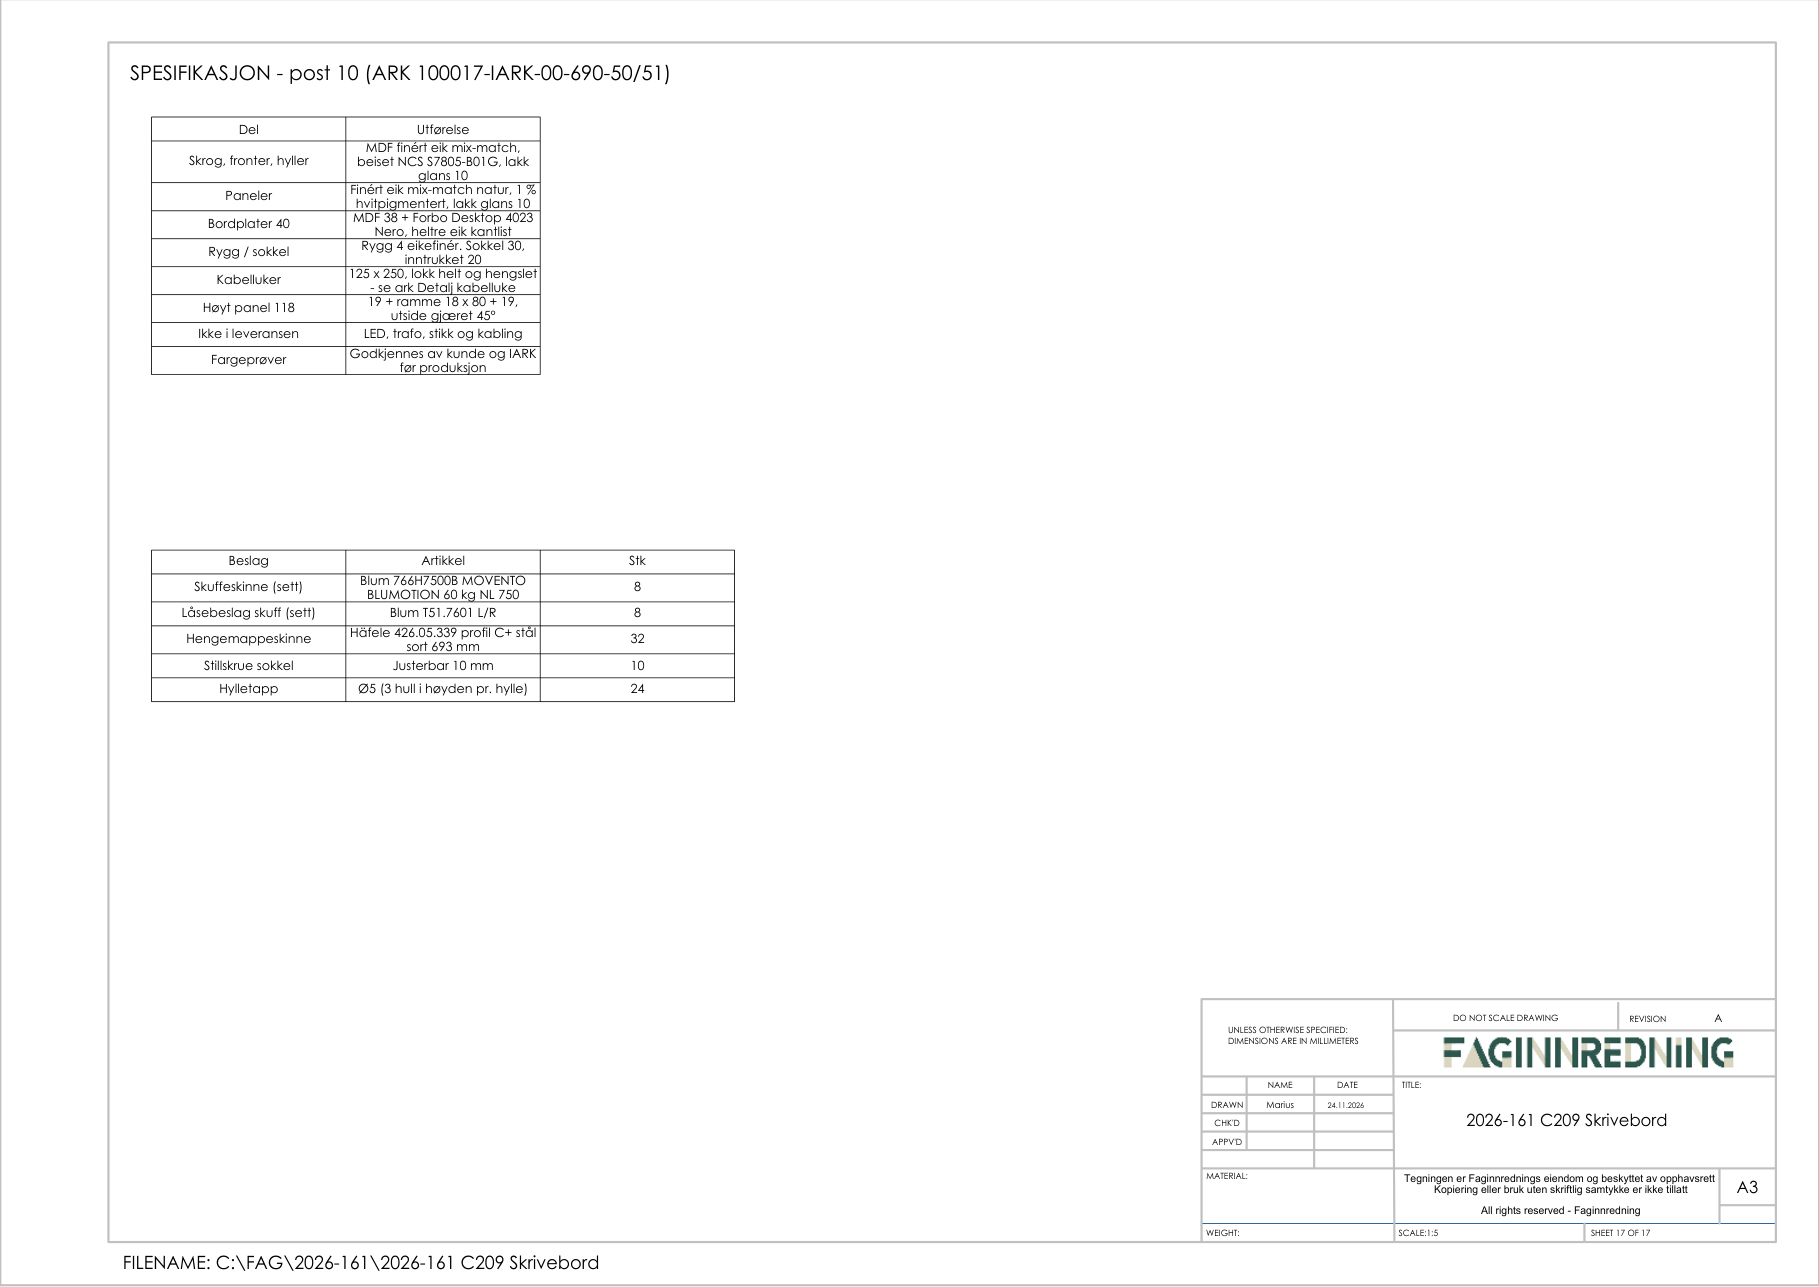 SPESIFIKASJON - post 10 (ARK 100017-IARK-00-690-50/51)
Del
Utførelse
Skrog, fronter, hyller
MDF finért eik mix-match,
beiset NCS S7805-B01G, lakk
glans 10
Paneler
Finért eik mix-match natur, 1 %
hvitpigmentert, lakk glans 10
Bordplater 40
MDF 38 + Forbo Desktop 4023
Nero, heltre eik kantlist
Rygg / sokkel
Rygg 4 eikefinér. Sokkel 30,
inntrukket 20
Kabelluker
125 x 250, lokk helt og hengslet
- se ark Detalj kabelluke
Høyt panel 118
19 + ramme 18 x 80 + 19,
utside gjæret 45°
Ikke i leveransen
LED, trafo, stikk og kabling
Fargeprøver
Godkjennes av kunde og IARK
før produksjon
Beslag
Artikkel
Stk
Skuffeskinne (sett)
Blum 766H7500B MOVENTO
BLUMOTION 60 kg NL 750
8
Låsebeslag skuff (sett)
Blum T51.7601 L/R
8
Hengemappeskinne
Häfele 426.05.339 profil C+ stål
sort 693 mm
32
Stillskrue sokkel
Justerbar 10 mm
10
Hylletapp
Ø5 (3 hull i høyden pr. hylle)
24
UNLESS OTHERWISE SPECIFIED:
DIMENSIONS ARE IN MILLIMETERS
DO NOT SCALE DRAWING
REVISION
A
FAGINNREDNING
NAME
DATE
DRAWN
Marius
24.11.2026
CHK'D
APPV'D
TITLE:
2026-161 C209 Skrivebord
MATERIAL:
Tegningen er Faginnrednings eiendom og beskyttet av opphavsrett
Kopiering eller bruk uten skriftlig samtykke er ikke tillatt
All rights reserved - Faginnredning
A3
WEIGHT:
SCALE:1:5
SHEET 17 OF 17
FILENAME: C:\FAG\2026-161\2026-161 C209 Skrivebord